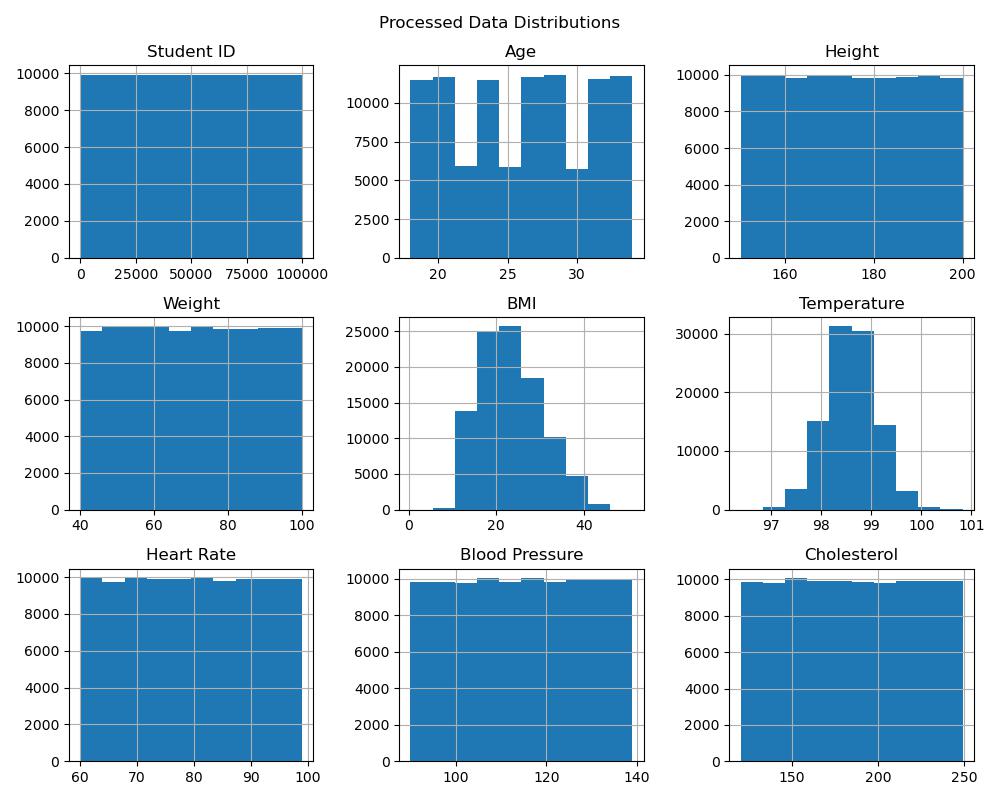 Processed Data Distributions
Student ID
10000
8000
6000
4000
2000
0
0 25000 50000 75000 100000
Age
10000
7500
5000
2500
0
20 25 30
Height
10000
8000
6000
4000
2000
0
160 180 200
Weight
10000
8000
6000
4000
2000
0
40 60 80 100
BMI
25000
20000
15000
10000
5000
0
0 20 40
Temperature
30000
20000
10000
0
97 98 99 100 101
Heart Rate
10000
8000
6000
4000
2000
0
60 70 80 90 100
Blood Pressure
10000
8000
6000
4000
2000
0
100 120 140
Cholesterol
10000
8000
6000
4000
2000
0
150 200 250